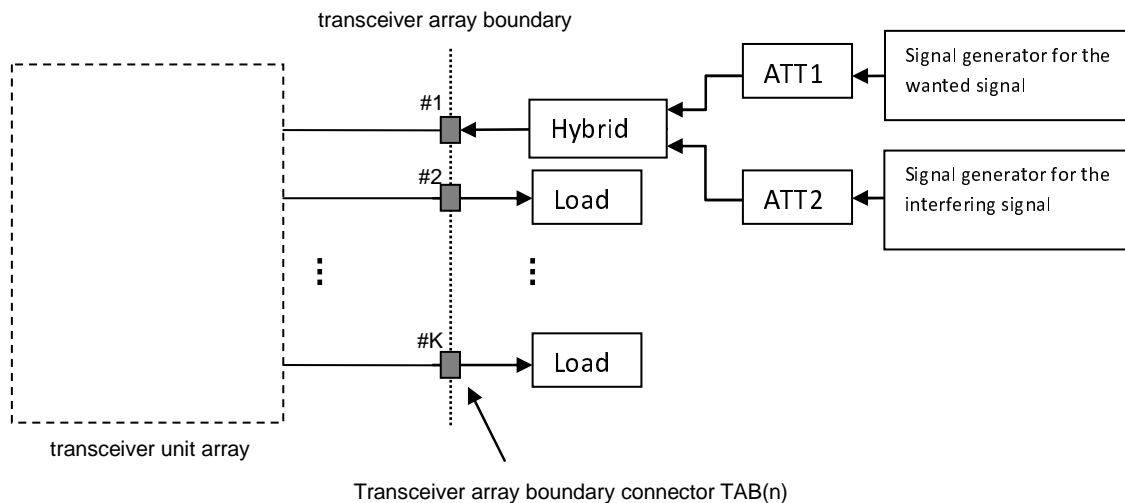 transceiver array boundary
Signal generator for the
wanted signal
ATT1
#1
Hybrid
#2
Load
ATT2
Signal generator for the
interfering signal
#K
Load
transceiver unit array
Transceiver array boundary connector TAB(n)